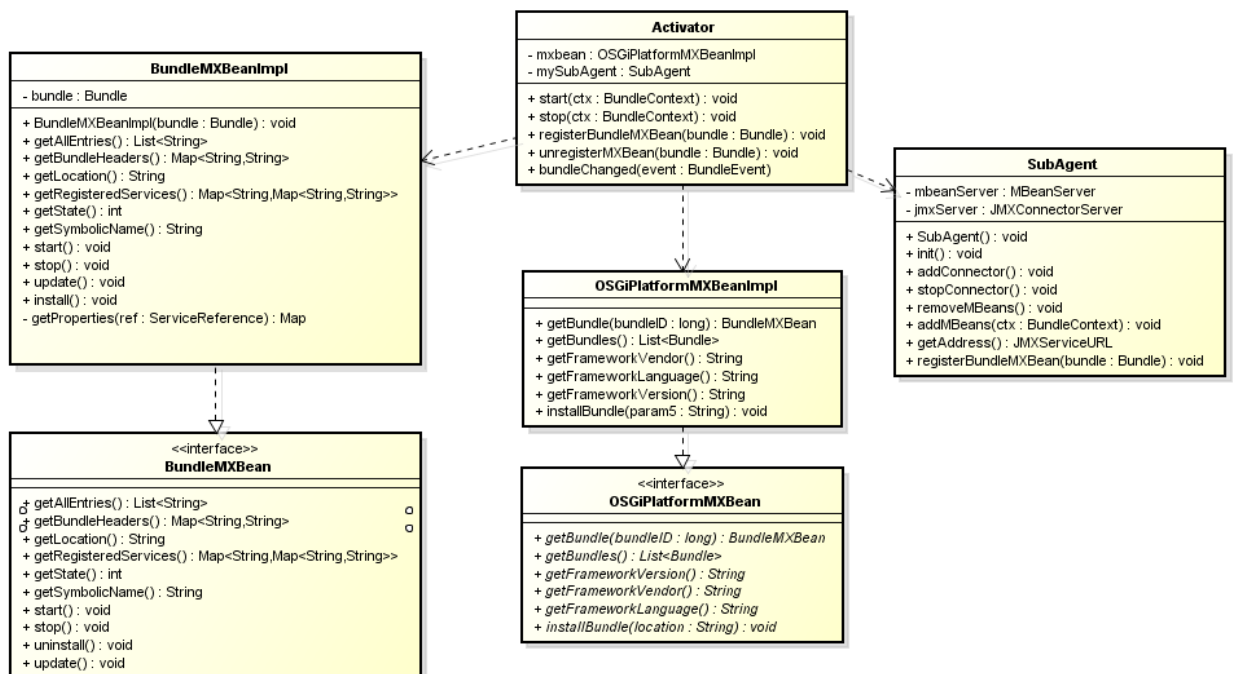 BundleMXBeanImpl
- bundle : Bundle
+ BundleMXBeanImpl(bundle : Bundle) : void
+ getAllEntries() : List<String>
+ getBundleHeaders() : Map<String,String>
+ getLocation() : String
+ getRegisteredServices() : Map<String,Map<String,String>>
+ getState() : int
+ getSymbolicName() : String
+ start() : void
+ stop() : void
+ update() : void
+ install() : void
- getProperties(ref : ServiceReference) : Map
Activator
- mxbean : OSGiPlatformMXBeanImpl
- mySubAgent : SubAgent
+ start(ctx : BundleContext) : void
+ stop(ctx : BundleContext) : void
+ registerBundleMXBean(bundle : Bundle) : void
+ unregisterMXBean(bundle : Bundle) : void
+ bundleChanged(event : BundleEvent)
SubAgent
- mbeanServer : MBeanServer
- jmxServer : JMXConnectorServer
+ SubAgent() : void
+ init() : void
+ addConnector() : void
+ stopConnector() : void
+ removeMBeans() : void
+ addMBeans(ctx : BundleContext) : void
+ getAddress() : JMXServiceURL
+ registerBundleMXBean(bundle : Bundle) : void
OSGiPlatformMXBeanImpl
+ getBundle(bundleID : long) : BundleMXBean
+ getBundles() : List<Bundle>
+ getFrameworkVendor() : String
+ getFrameworkLanguage() : String
+ getFrameworkVersion() : String
+ installBundle(param5 : String) : void
<<interface>>
BundleMXBean
+ getAllEntries() : List<String>
+ getBundleHeaders() : Map<String,String>
+ getLocation() : String
+ getRegisteredServices() : Map<String,Map<String,String>>
+ getState() : int
+ getSymbolicName() : String
+ start() : void
+ stop() : void
+ uninstall() : void
+ update() : void
<<interface>>
OSGiPlatformMXBean
+ getBundle(bundleID : long) : BundleMXBean
+ getBundles() : List<Bundle>
+ getFrameworkVersion() : String
+ getFrameworkVendor() : String
+ getFrameworkLanguage() : String
+ installBundle(location : String) : void